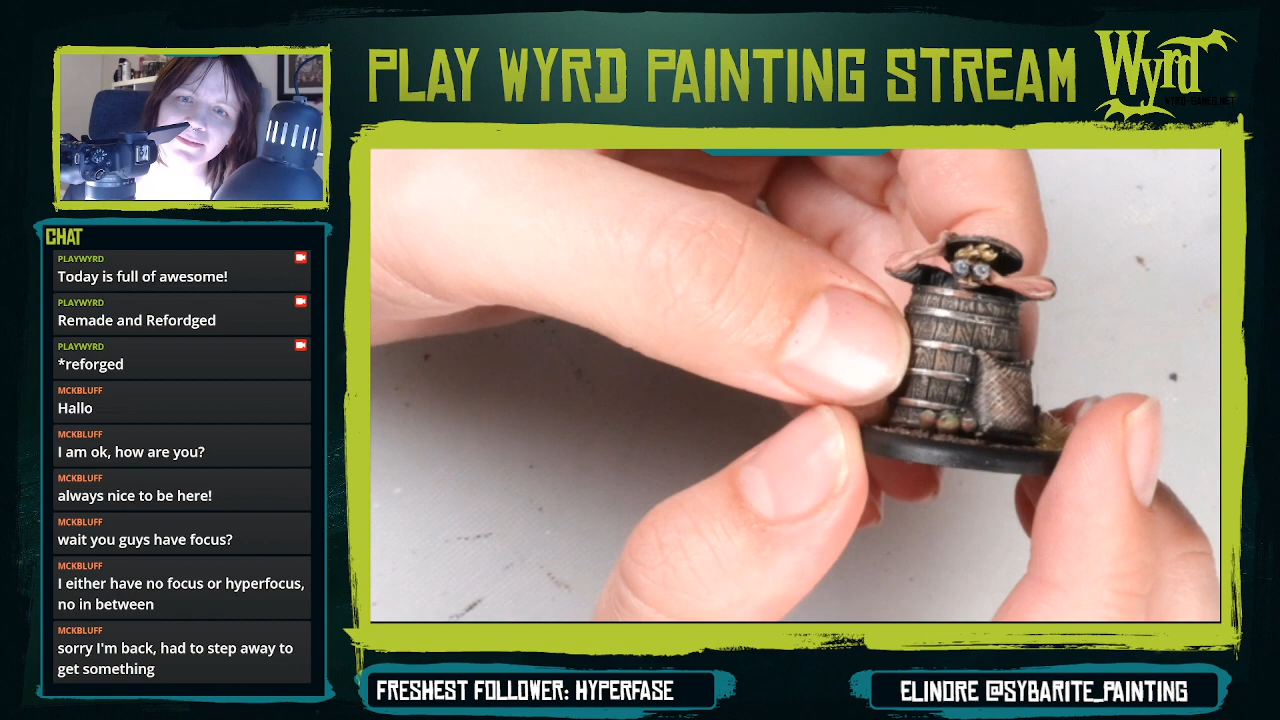 PLAY WYRD PAINTING STREAM
Wyrd
WYRD-GAMES.NET
CHAT
PLAYWYRD
Today is full of awesome!
PLAYWYRD
Remade and Refordged
PLAYWYRD
*reforged
MCKBLUFF
Hallo
MCKBLUFF
I am ok, how are you?
MCKBLUFF
always nice to be here!
MCKBLUFF
wait you guys have focus?
MCKBLUFF
I either have no focus or hyperfocus,
no in between
MCKBLUFF
sorry I'm back, had to step away to
get something
FRESHEST FOLLOWER: HYPERFASE
ELINORE @SYBARITE_PAINTING